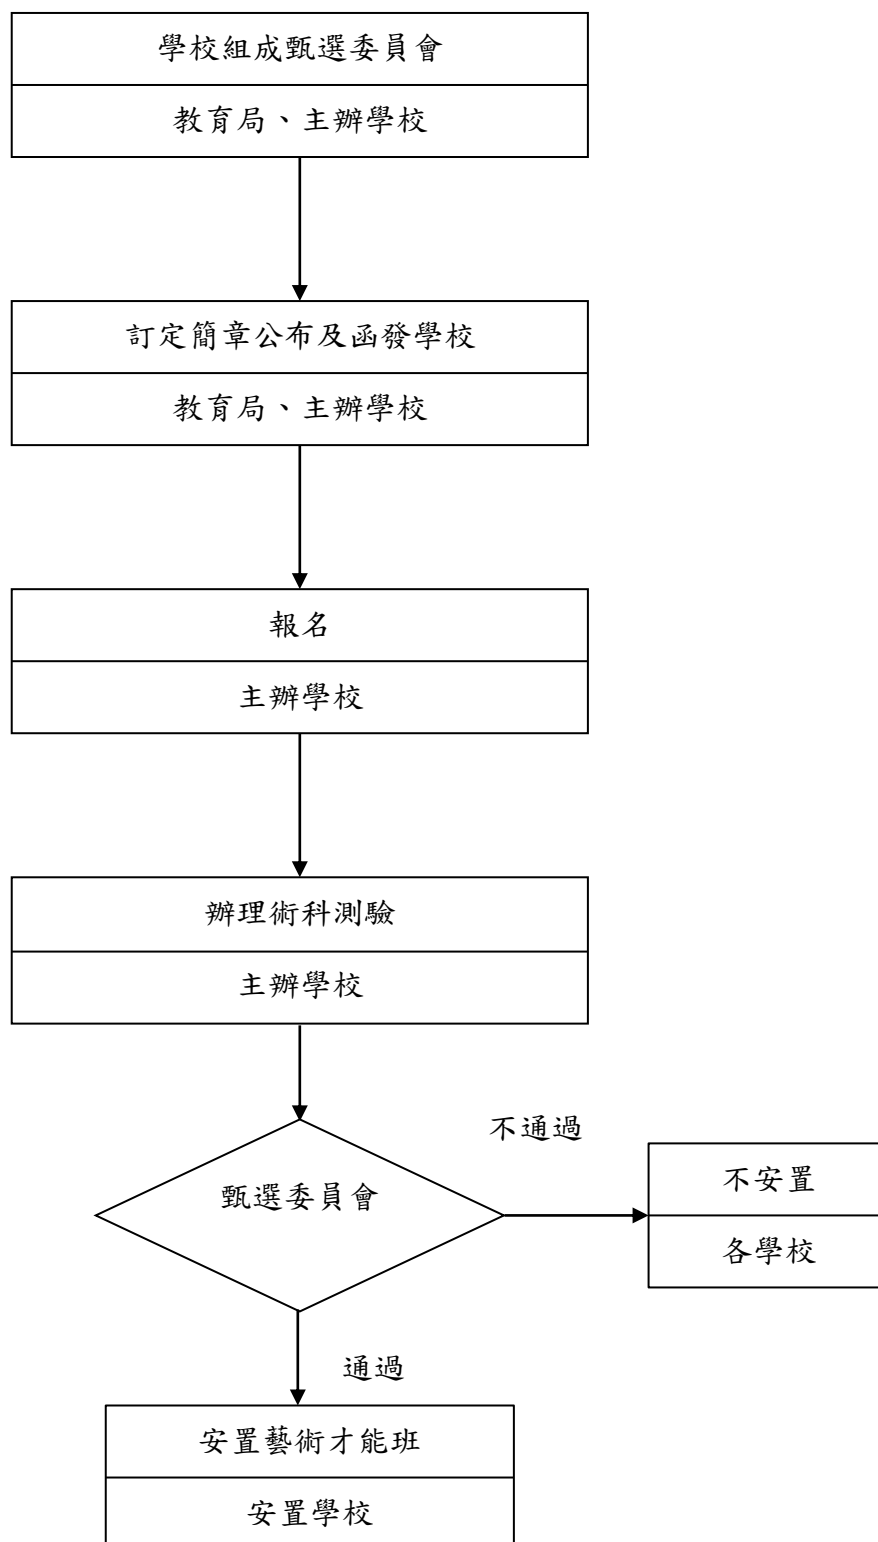 學校組成甄選委員會
教育局、主辦學校
訂定簡章公布及函發學校
教育局、主辦學校
報名
主辦學校
辦理術科測驗
主辦學校
甄選委員會
不通過
不安置
各學校
通過
安置藝術才能班
安置學校